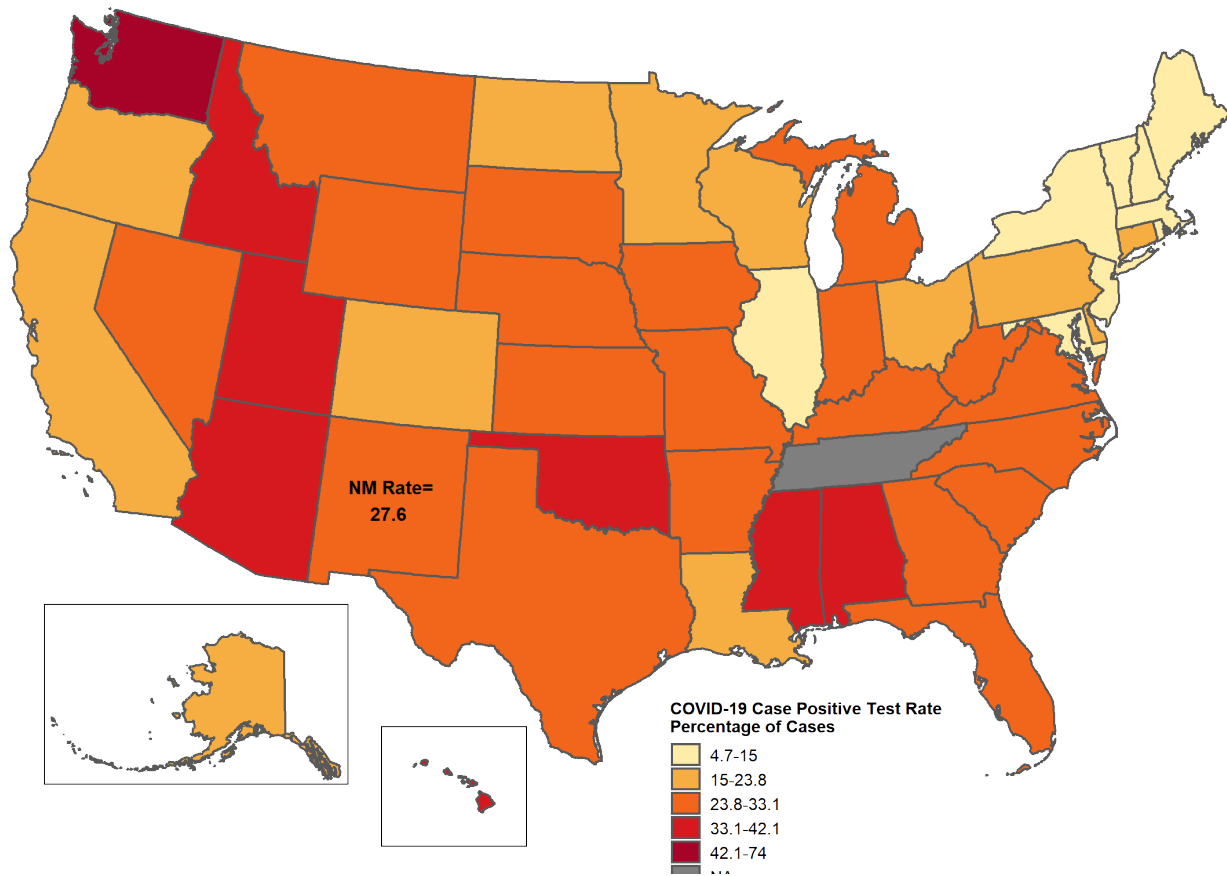 NM Rate=
27.6
COVID-19 Case Positive Test Rate
Percentage of Cases
4.7-15
15-23.8
23.8-33.1
33.1-42.1
42.1-74
NA